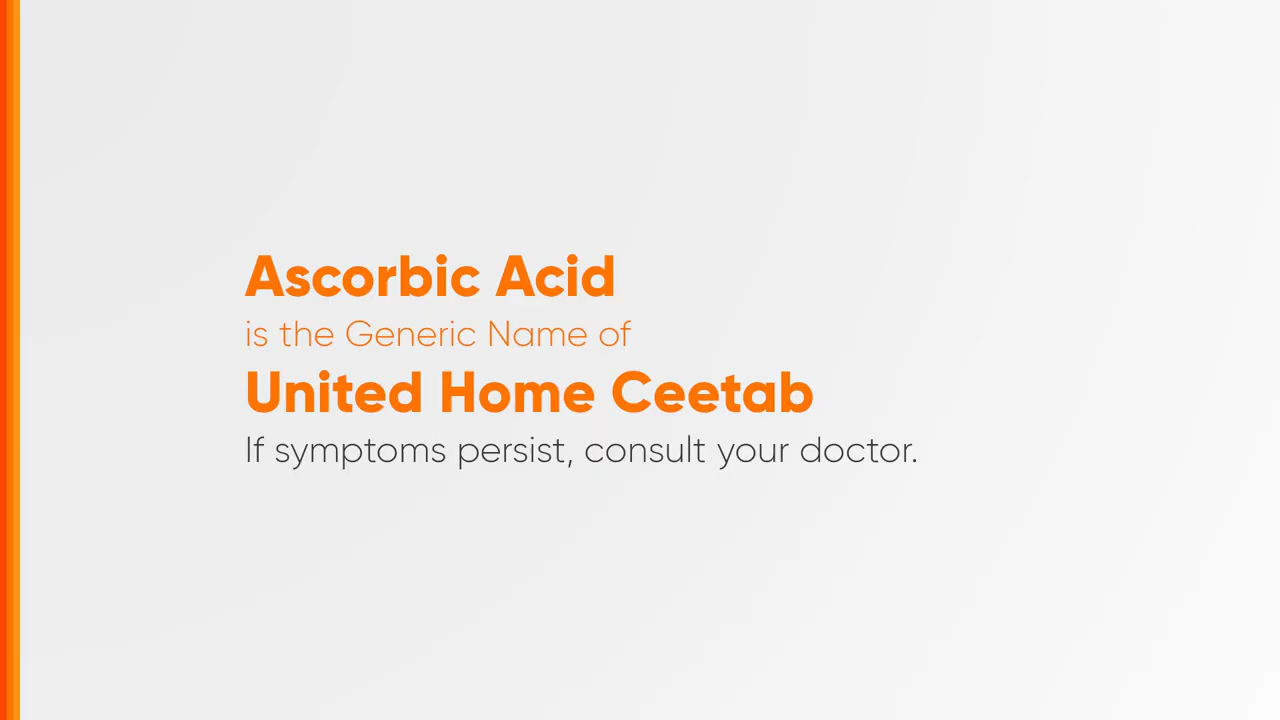 Ascorbic Acid
is the Generic Name of
United Home Ceetab
If symptoms persist, consult your doctor.